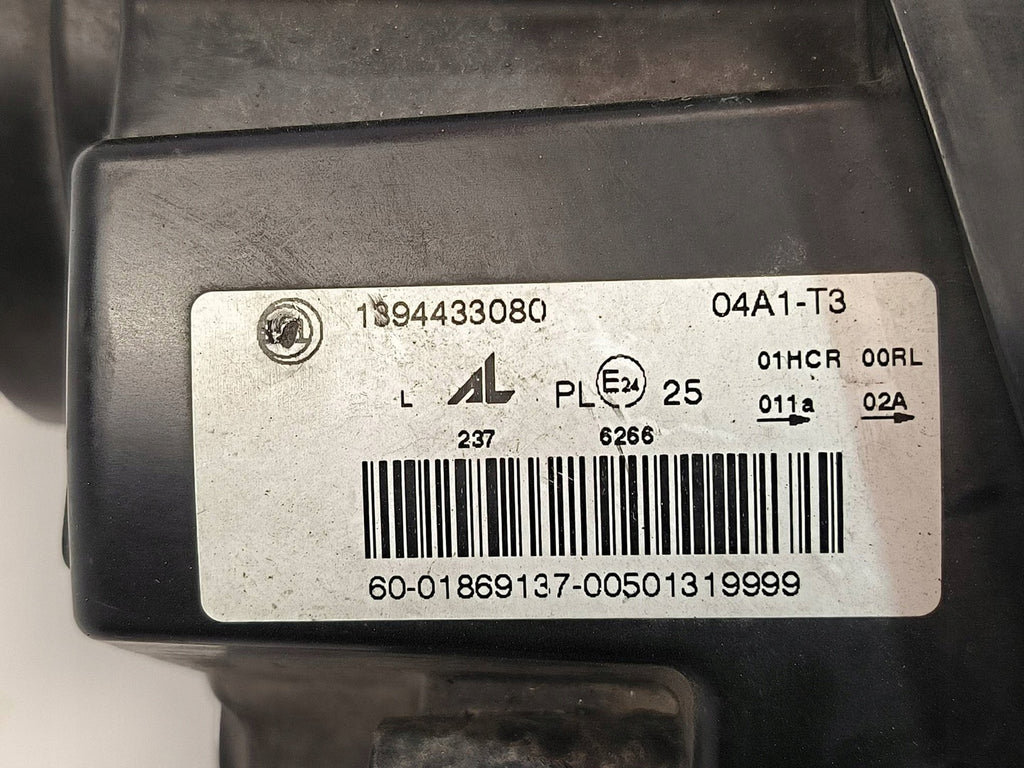 1394433080 04A1-T3
01HCR 00RL
L AL PL E24 25 011a 02A
237 6266
60-01869137-00501319999